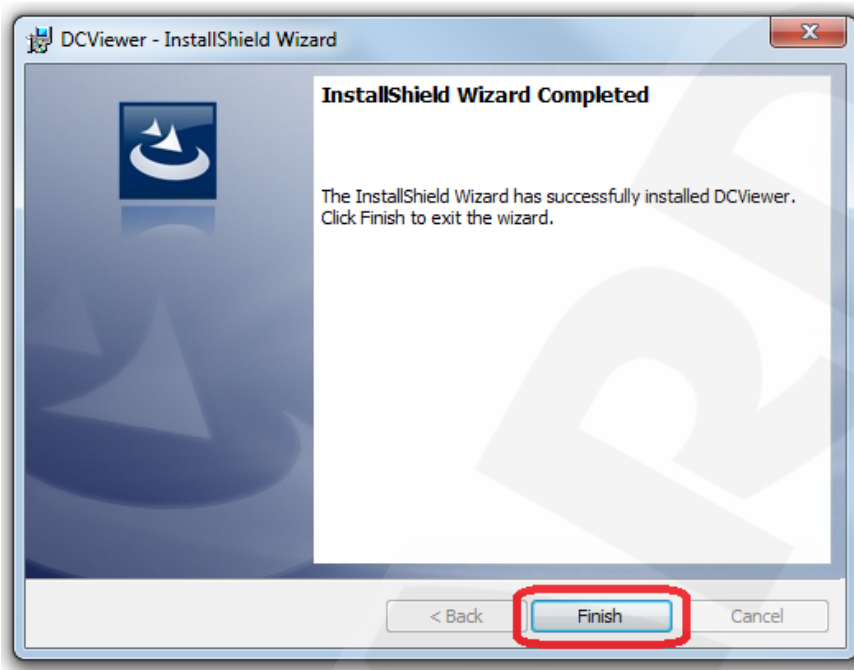 DCViewer - InstallShield Wizard
InstallShield Wizard Completed
The InstallShield Wizard has successfully installed DCViewer.
Click Finish to exit the wizard.
< Back
Finish
Cancel